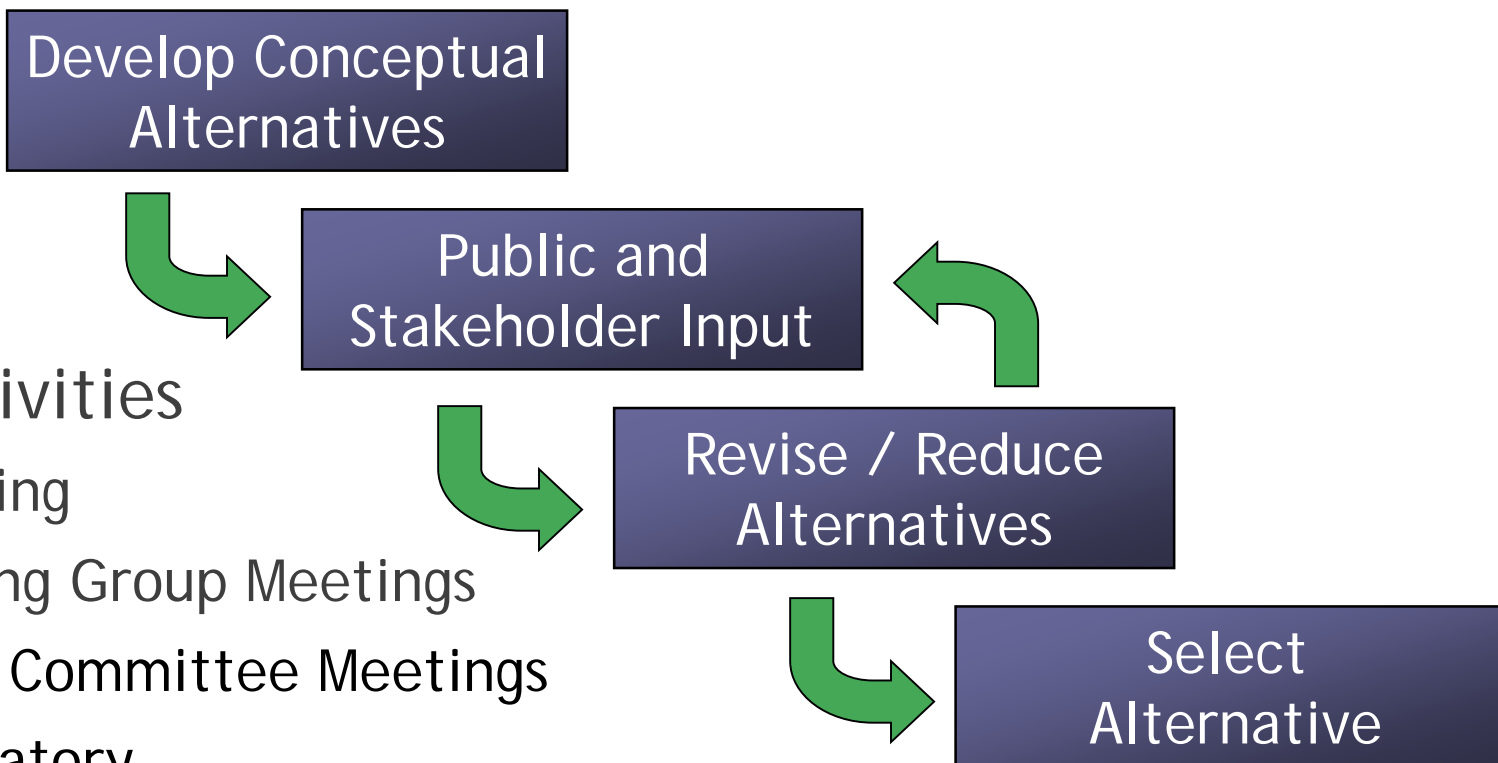 Develop Conceptual
Alternatives
Public and
Stakeholder Input
Revise / Reduce
Alternatives
Select
Alternative
ivities
ing
ng Group Meetings
Committee Meetings